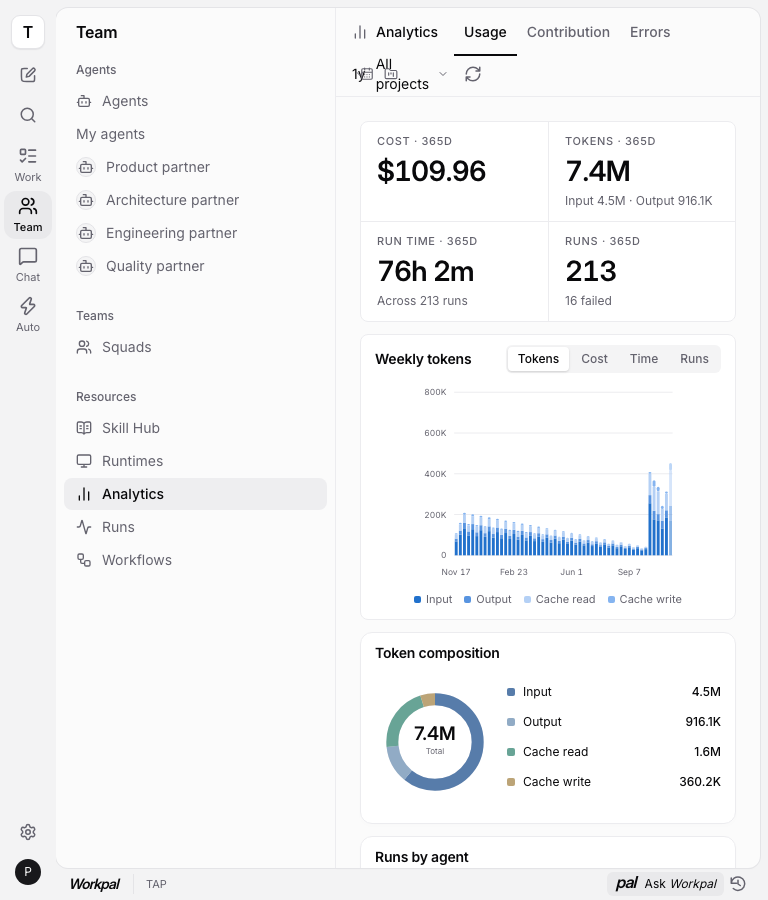 T
Work
Team
Chat
Auto
P
Team
Agents
Agents
My agents
Product partner
Architecture partner
Engineering partner
Quality partner
Teams
Squads
Resources
Skill Hub
Runtimes
Analytics
Runs
Workflows
Analytics
Usage
Contribution
Errors
1y
All projects
COST · 365D
$109.96
TOKENS · 365D
7.4M
Input 4.5M · Output 916.1K
RUN TIME · 365D
76h 2m
Across 213 runs
RUNS · 365D
213
16 failed
Weekly tokens
Tokens
Cost
Time
Runs
800K
600K
400K
200K
0
Nov 17
Feb 23
Jun 1
Sep 7
Input
Output
Cache read
Cache write
Token composition
7.4M
Total
Input 4.5M
Output 916.1K
Cache read 1.6M
Cache write 360.2K
Runs by agent
Workpal
TAP
pal Ask Workpal